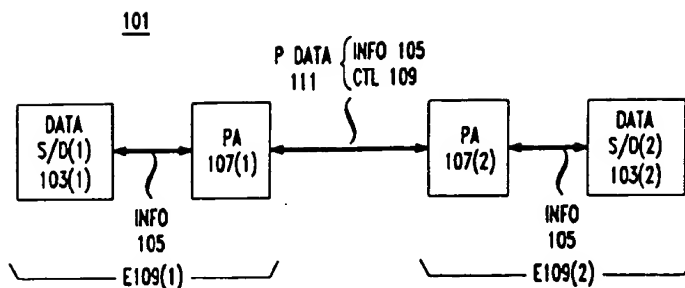 101
P DATA
111
INFO 105
CTL 109
DATA
S/D(1)
103(1)
PA
107(1)
PA
107(2)
DATA
S/D(2)
103(2)
INFO
105
INFO
105
E109(1)
E109(2)